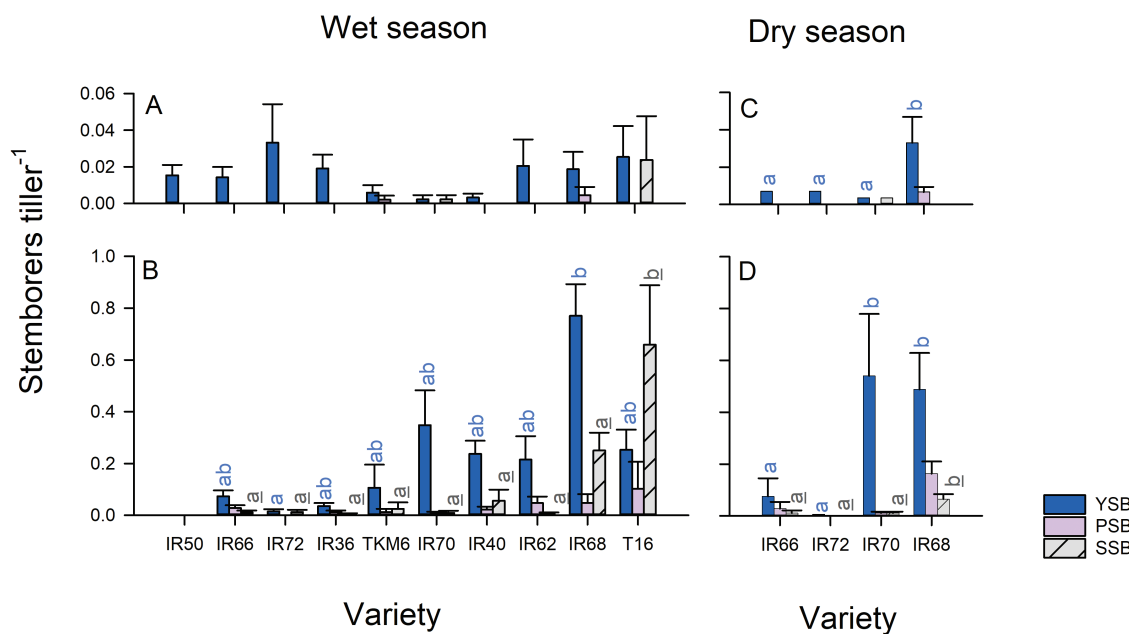 Wet season
Dry season
Stemborers tiller-1
A
0.06
0.04
0.02
0.00
C
a
a
a
b
B
1.0
0.8
0.6
0.4
0.2
0.0
ab a
a a
ab a
ab a
ab a
ab a
ab a
b a
ab b
D
a a
a a
b a
b b
IR50 IR66 IR72 IR36 TKM6 IR70 IR40 IR62 IR68 T16
IR66 IR72 IR70 IR68
Variety
Variety
YSB
PSB
SSB